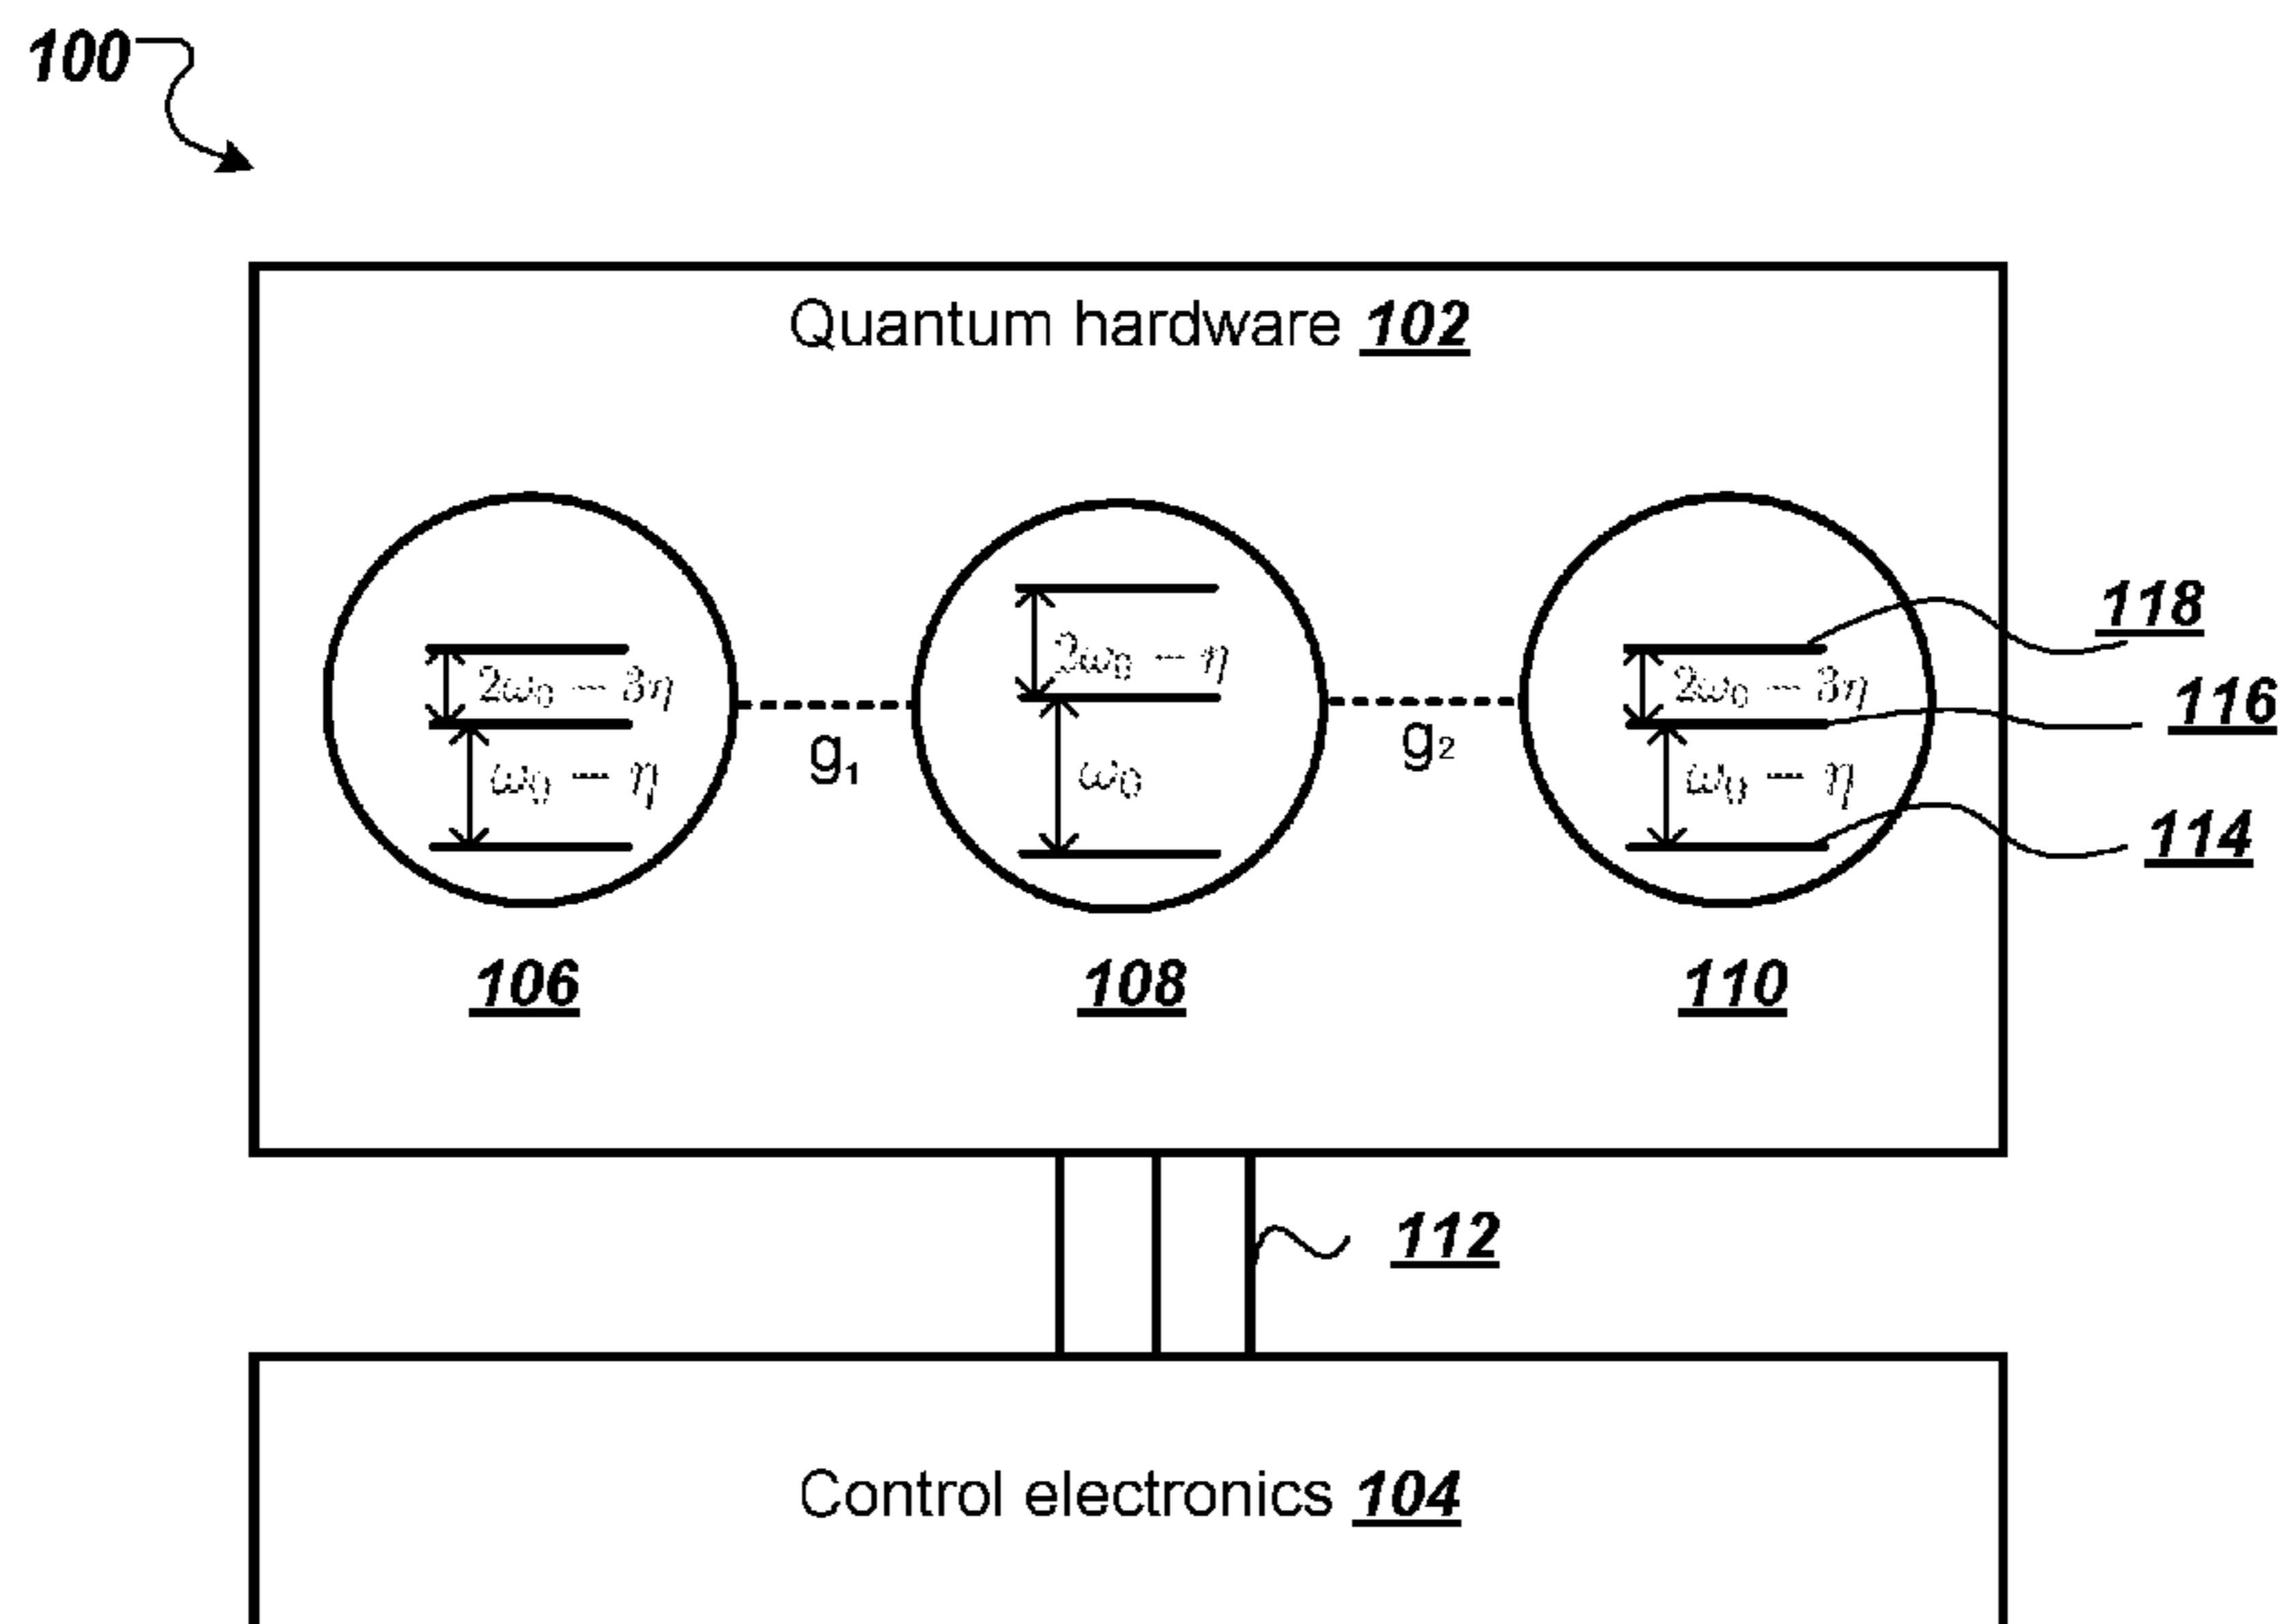 100
Quantum hardware 102
2ω₀ − 3η
2ω₀ − η
2ω₀ − 3η
118
116
ω₀ − η
g₁
ω₀
g₂
ω₀ − η
114
106
108
110
112
Control electronics 104